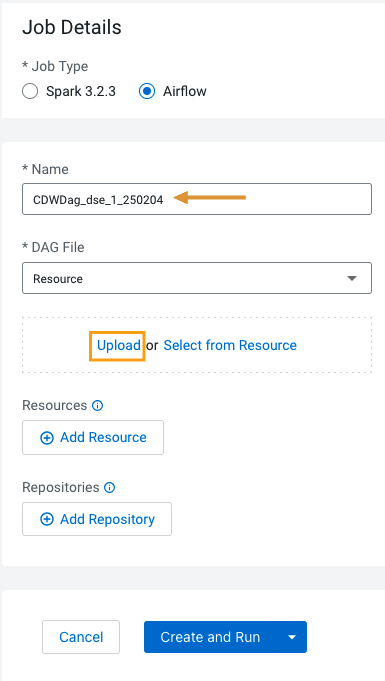 Job Details
* Job Type
Spark 3.2.3 Airflow
* Name
CDWDag_dse_1_250204
* DAG File
Resource
Upload or Select from Resource
Resources
Add Resource
Repositories
Add Repository
Cancel Create and Run